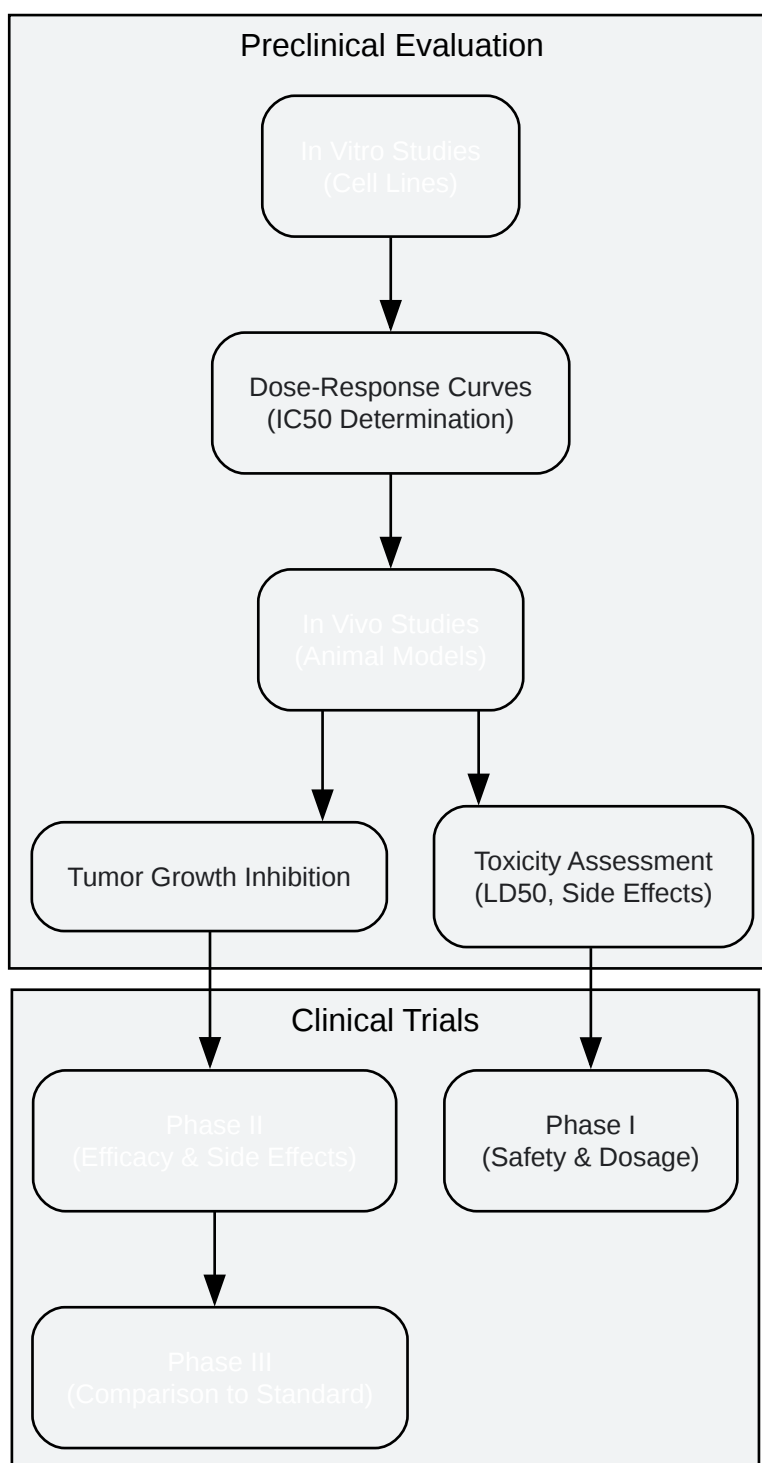 Preclinical Evaluation
In Vitro Studies
(Cell Lines)
Dose-Response Curves
(IC50 Determination)
In Vivo Studies
(Animal Models)
Tumor Growth Inhibition
Toxicity Assessment
(LD50, Side Effects)
Clinical Trials
Phase II
(Efficacy & Side Effects)
Phase I
(Safety & Dosage)
Phase III
(Comparison to Standard)